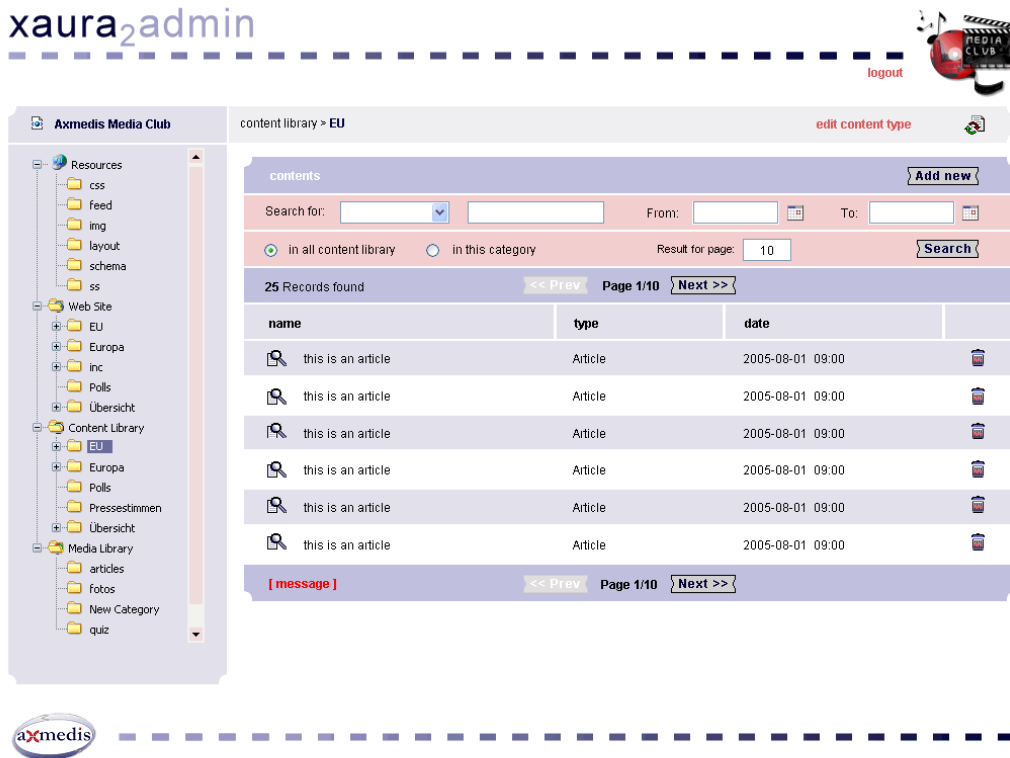 xaura2admin
MEDIA
CLVB
logout
Axmedis Media Club
content library > EU
edit content type
Resources
css
feed
img
layout
schema
ss
Web Site
EU
Europa
inc
Polls
Übersicht
Content Library
EU
Europa
Polls
Pressestimmen
Übersicht
Media Library
articles
fotos
New Category
quiz
contents
Add new
Search for:
From:
To:
in all content library
in this category
Result for page:
10
Search
25 Records found
<< Prev
Page 1/10
Next >>
name type date
this is an article Article 2005-08-01 09:00
this is an article Article 2005-08-01 09:00
this is an article Article 2005-08-01 09:00
this is an article Article 2005-08-01 09:00
this is an article Article 2005-08-01 09:00
this is an article Article 2005-08-01 09:00
[ message ]
<< Prev
Page 1/10
Next >>
axmedis